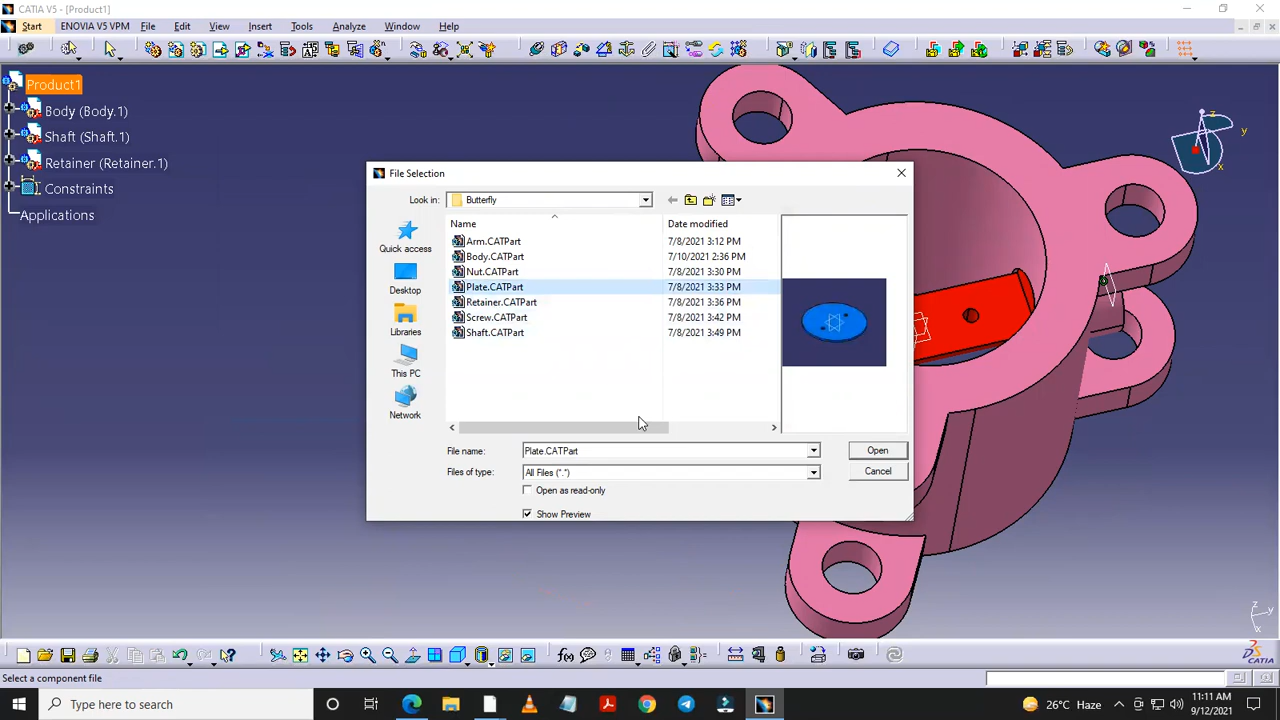 CATIA V5 - [Product1]
Start ENOVIA V5 VPM File Edit View Insert Tools Analyze Window Help
Product1
Body (Body.1)
Shaft (Shaft.1)
Retainer (Retainer.1)
Constraints
Applications
z
y
x
File Selection
Look in: Butterfly
Name Date modified
Arm.CATPart 7/8/2021 3:12 PM
Body.CATPart 7/10/2021 2:36 PM
Nut.CATPart 7/8/2021 3:30 PM
Plate.CATPart 7/8/2021 3:33 PM
Retainer.CATPart 7/8/2021 3:36 PM
Screw.CATPart 7/8/2021 3:42 PM
Shaft.CATPart 7/8/2021 3:49 PM
Quick access
Desktop
Libraries
This PC
Network
File name: Plate.CATPart Open
Files of type: All Files (*.*) Cancel
Open as read-only
Show Preview
z
y
x
f(x)
CATIA
Select a component file
Type here to search
26°C Haze
11:11 AM
9/12/2021